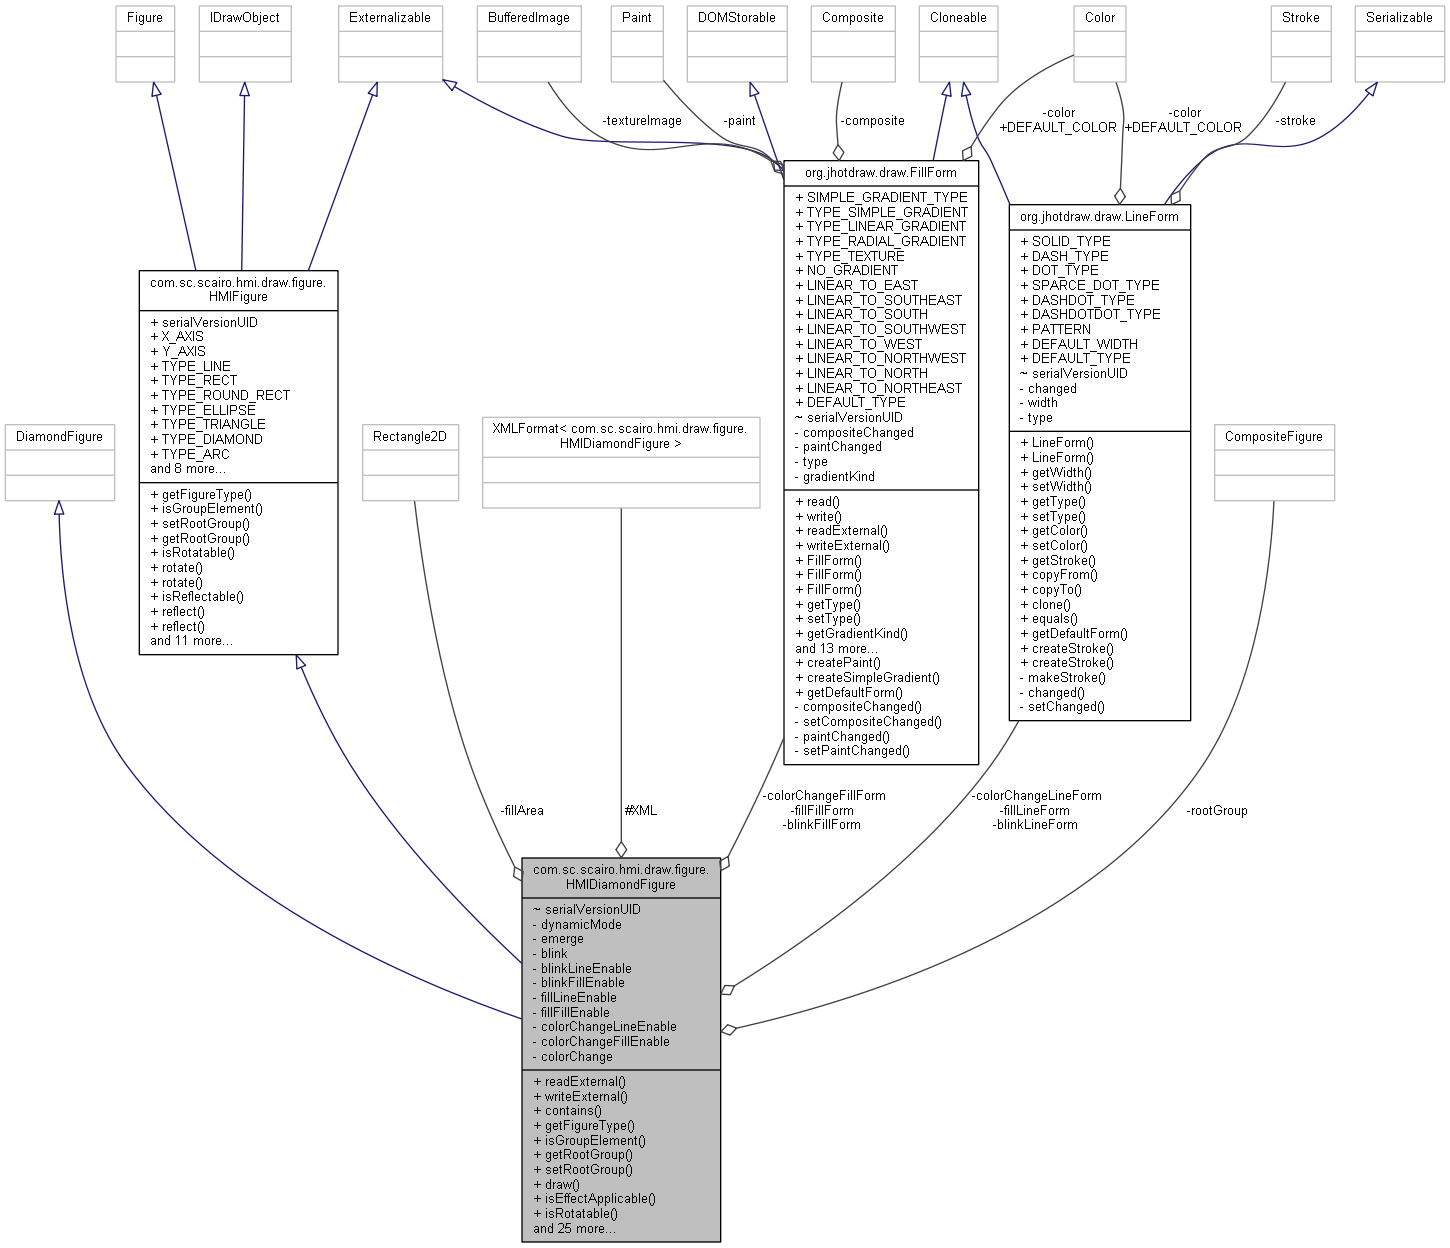 Figure
IDrawObject
Externalizable
BufferedImage
Paint
DOMStorable
Composite
Cloneable
Color
Stroke
Serializable
-textureImage
-paint
-composite
-color
+DEFAULT_COLOR
-color
+DEFAULT_COLOR
-stroke
org.jhotdraw.draw.FillForm
+ SIMPLE_GRADIENT_TYPE
+ TYPE_SIMPLE_GRADIENT
+ TYPE_LINEAR_GRADIENT
+ TYPE_RADIAL_GRADIENT
+ TYPE_TEXTURE
+ NO_GRADIENT
+ LINEAR_TO_EAST
+ LINEAR_TO_SOUTHEAST
+ LINEAR_TO_SOUTH
+ LINEAR_TO_SOUTHWEST
+ LINEAR_TO_WEST
+ LINEAR_TO_NORTHWEST
+ LINEAR_TO_NORTH
+ LINEAR_TO_NORTHEAST
+ DEFAULT_TYPE
~ serialVersionUID
- compositeChanged
- paintChanged
- type
- gradientKind
+ read()
+ write()
+ readExternal()
+ writeExternal()
+ FillForm()
+ FillForm()
+ FillForm()
+ getType()
+ setType()
+ getGradientKind()
and 13 more...
+ createPaint()
+ createSimpleGradient()
+ getDefaultForm()
- compositeChanged()
- setCompositeChanged()
- paintChanged()
- setPaintChanged()
org.jhotdraw.draw.LineForm
+ SOLID_TYPE
+ DASH_TYPE
+ DOT_TYPE
+ SPARCE_DOT_TYPE
+ DASHDOT_TYPE
+ DASHDOTDOT_TYPE
+ PATTERN
+ DEFAULT_WIDTH
+ DEFAULT_TYPE
~ serialVersionUID
- changed
- width
- type
+ LineForm()
+ LineForm()
+ getWidth()
+ setWidth()
+ getType()
+ setType()
+ getColor()
+ setColor()
+ getStroke()
+ copyFrom()
+ copyTo()
+ clone()
+ equals()
+ getDefaultForm()
+ createStroke()
+ createStroke()
- makeStroke()
- changed()
- setChanged()
com.sc.scairo.hmi.draw.figure.
HMIFigure
+ serialVersionUID
+ X_AXIS
+ Y_AXIS
+ TYPE_LINE
+ TYPE_RECT
+ TYPE_ROUND_RECT
+ TYPE_ELLIPSE
+ TYPE_TRIANGLE
+ TYPE_DIAMOND
+ TYPE_ARC
and 8 more...
+ getFigureType()
+ isGroupElement()
+ setRootGroup()
+ getRootGroup()
+ isRotatable()
+ rotate()
+ rotate()
+ isReflectable()
+ reflect()
+ reflect()
and 11 more...
DiamondFigure
Rectangle2D
XMLFormat< com.sc.scairo.hmi.draw.figure.
HMIDiamondFigure >
CompositeFigure
-fillArea
#XML
-colorChangeFillForm
-fillFillForm
-blinkFillForm
-colorChangeLineForm
-fillLineForm
-blinkLineForm
-rootGroup
com.sc.scairo.hmi.draw.figure.
HMIDiamondFigure
~ serialVersionUID
- dynamicMode
- emerge
- blink
- blinkLineEnable
- blinkFillEnable
- fillLineEnable
- fillFillEnable
- colorChangeLineEnable
- colorChangeFillEnable
- colorChange
+ readExternal()
+ writeExternal()
+ contains()
+ getFigureType()
+ isGroupElement()
+ getRootGroup()
+ setRootGroup()
+ draw()
+ isEffectApplicable()
+ isRotatable()
and 25 more...